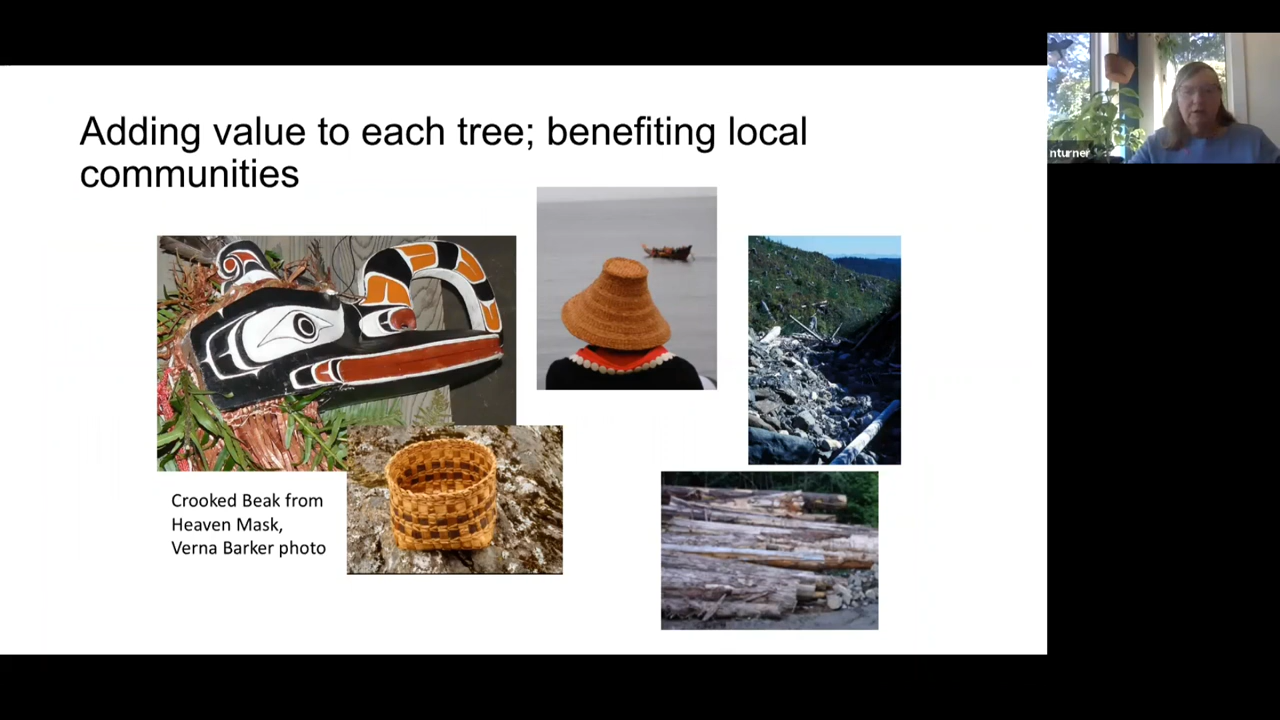 Adding value to each tree; benefiting local
communities
nturner
Crooked Beak from
Heaven Mask,
Verna Barker photo